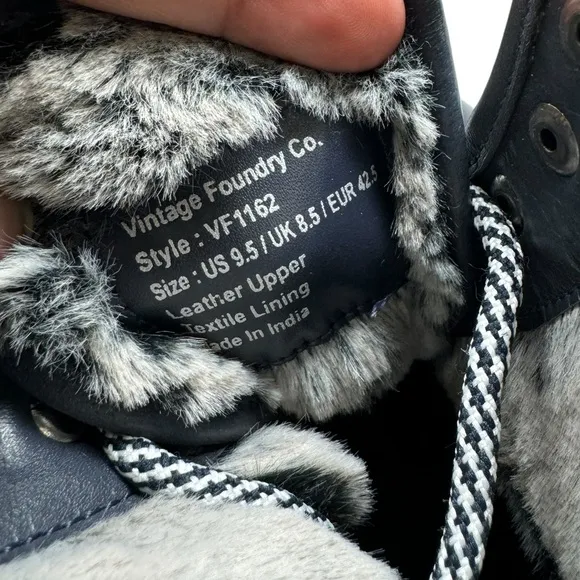 Vintage Foundry Co.
Style : VF1162
Size : US 9.5 / UK 8.5 / EUR 42.5
Leather Upper
Textile Lining
Made In India